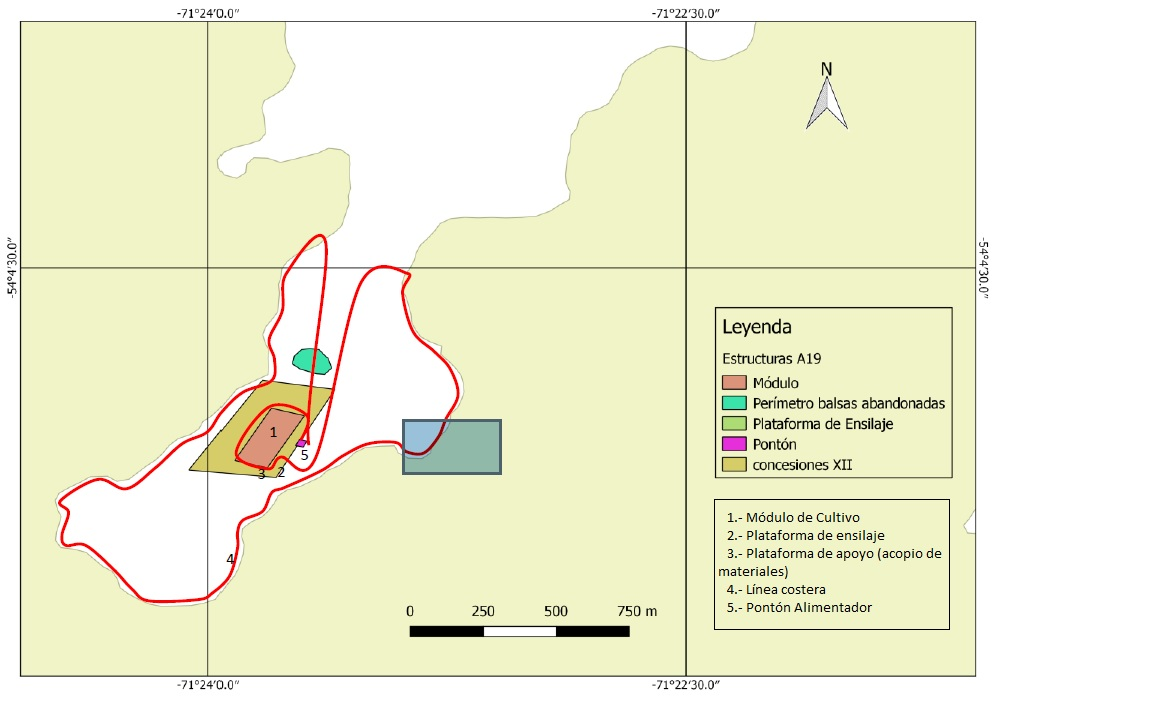 -71°24'0.0"
-71°22'30.0"
N
-54°4'30.0"
-54°4'30.0"
1
5
3
2
4
Leyenda
Estructuras A19
Módulo
Perímetro balsas abandonadas
Plataforma de Ensilaje
Pontón
concesiones XII
1.- Módulo de Cultivo
2.- Plataforma de ensilaje
3.- Plataforma de apoyo (acopio de
materiales)
4.- Línea costera
5.- Pontón Alimentador
0 250 500 750 m
-71°24'0.0"
-71°22'30.0"